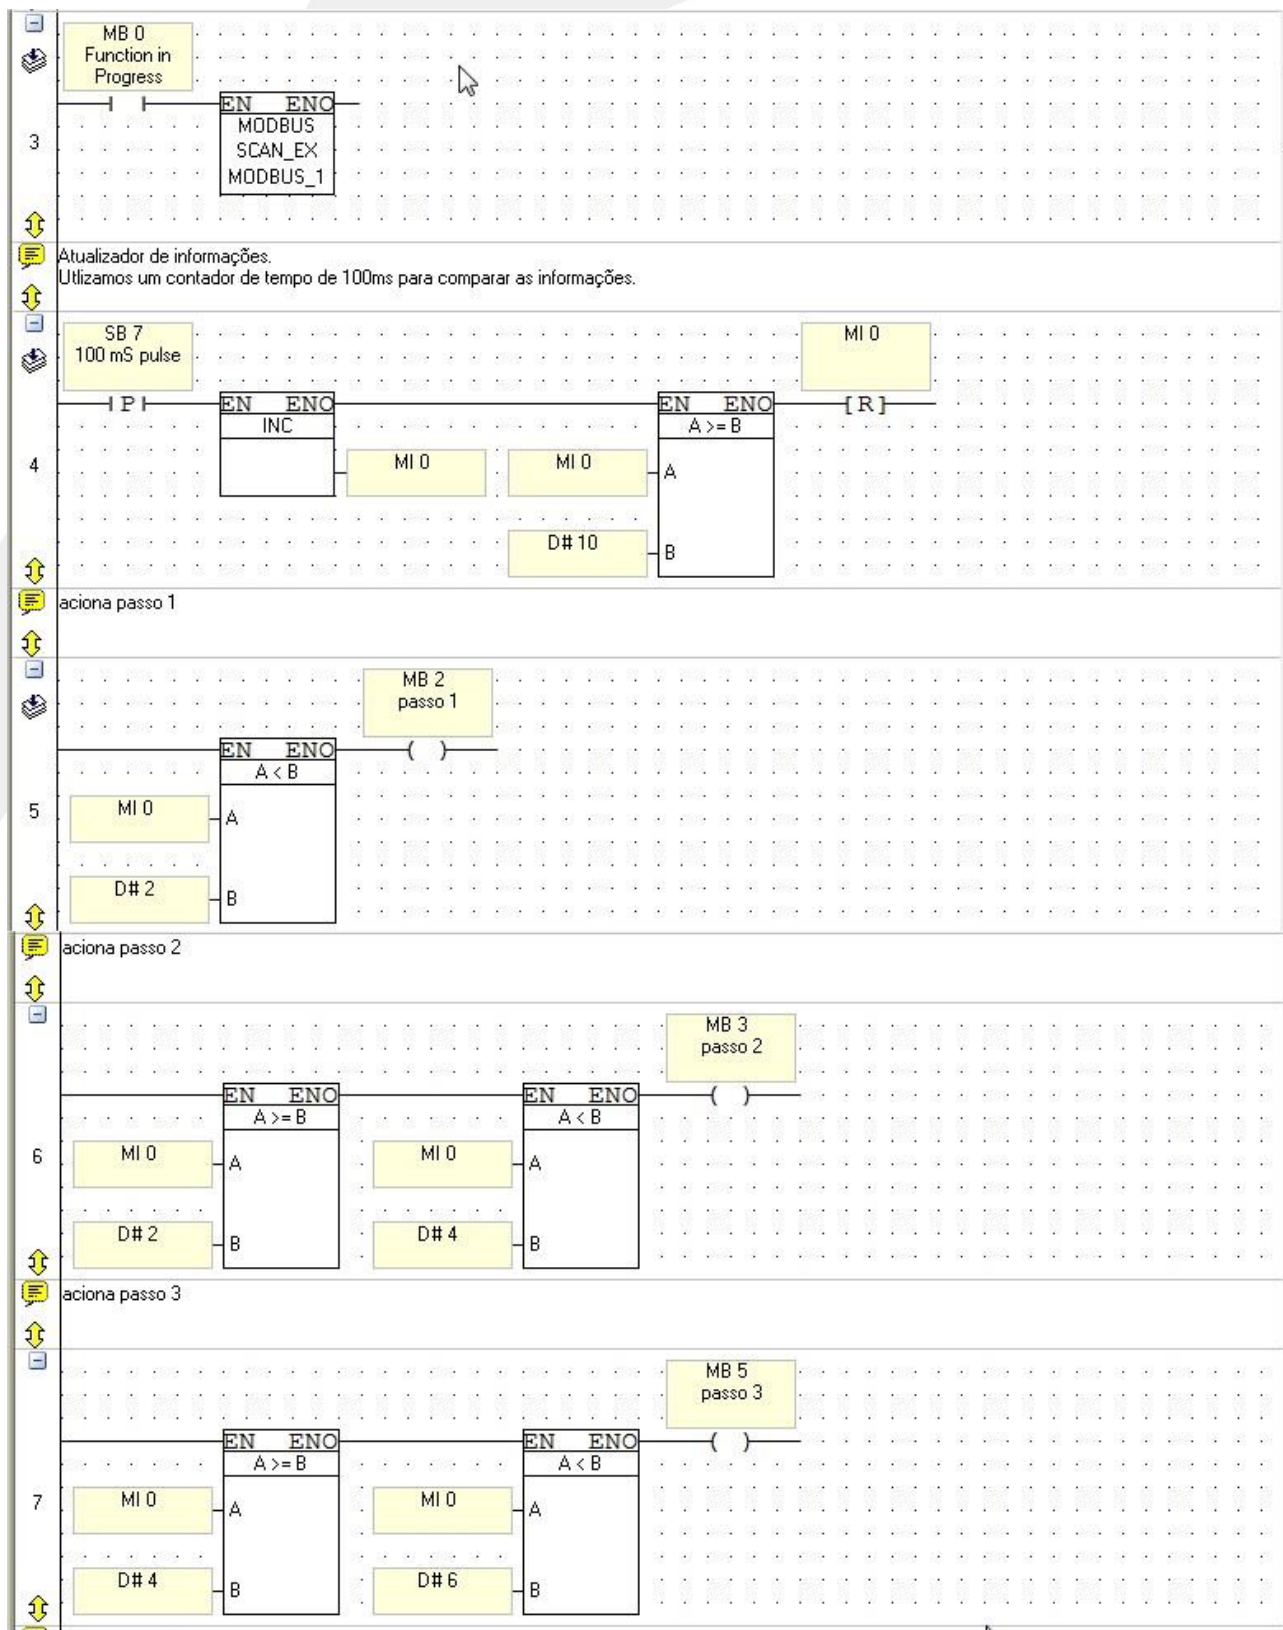 MB 0
Function in
Progress
EN ENO
MODBUS
SCAN_EX
MODBUS_1
3
Atualizador de informações.
Utlizamos um contador de tempo de 100ms para comparar as informações.
SB 7
100 mS pulse
MI 0
P
EN ENO
INC
EN ENO
A >= B
R
4
MI 0
MI 0
A
D# 10
B
aciona passo 1
MB 2
passo 1
EN ENO
A < B
5
MI 0
A
D# 2
B
aciona passo 2
MB 3
passo 2
EN ENO
A >= B
EN ENO
A < B
6
MI 0
A
MI 0
A
D# 2
B
D# 4
B
aciona passo 3
MB 5
passo 3
EN ENO
A >= B
EN ENO
A < B
7
MI 0
A
MI 0
A
D# 4
B
D# 6
B